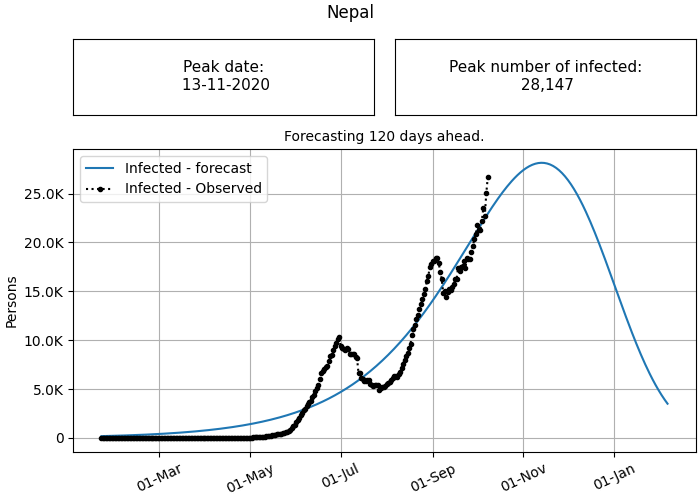 Nepal
Peak date:
13-11-2020
Peak number of infected:
28,147
Forecasting 120 days ahead.
Infected - forecast
Infected - Observed
Persons
25.0K
20.0K
15.0K
10.0K
5.0K
0
01-Mar
01-May
01-Jul
01-Sep
01-Nov
01-Jan